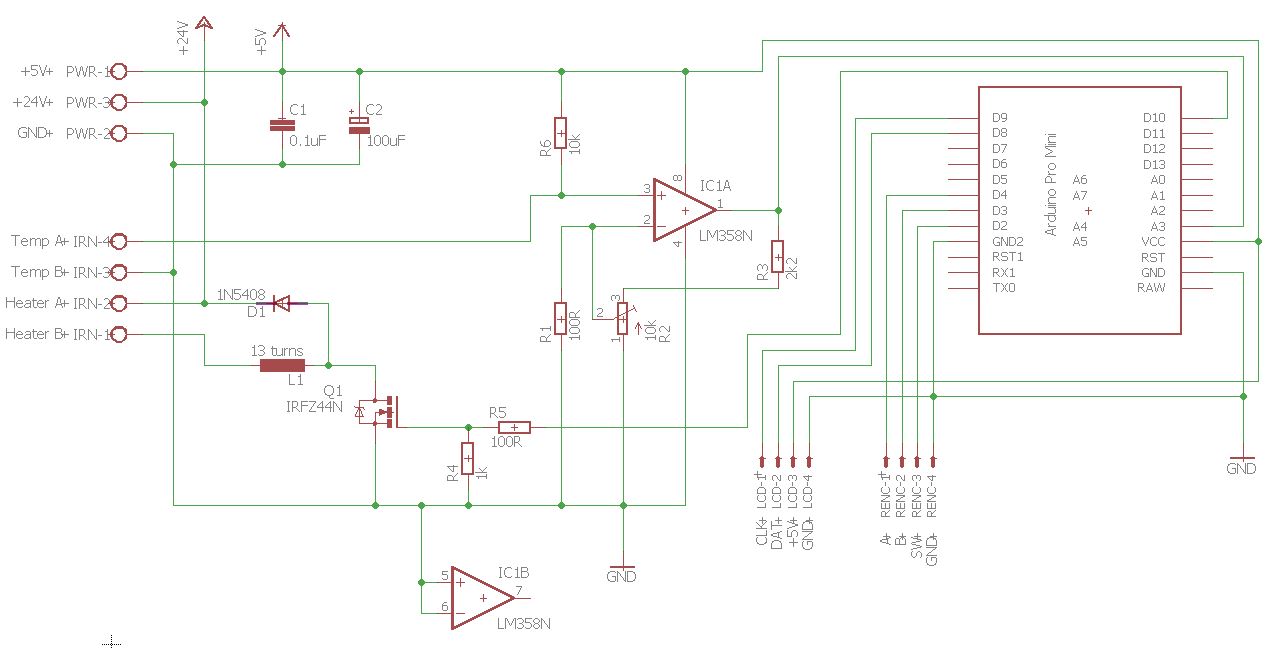 +24V
+5V
+5V+ PWR-1
+24V+ PWR-3
GND+ PWR-2
C1
0.1uF
C2
100uF
R6
10k
3
2
8
4
1
IC1A
LM358N
Temp A+ IRN-4
Temp B+ IRN-3
Heater A+ IRN-2
Heater B+ IRN-1
1N5408
D1
13 turns
L1
Q1
IRFZ44N
R5
100R
R4
1k
R1
100R
3
2
1
10k
R2
R3
2k2
GND
5
6
7
IC1B
LM358N
Arduino Pro Mini
D9
D8
D7
D6
D5
D4
D3
D2
GND2
RST1
RX1
TX0
A6
A7
A4
A5
D10
D11
D12
D13
A0
A1
A2
A3
VCC
RST
GND
RAW
CLK+ LCD-1
DAT+ LCD-2
+5V+ LCD-3
GND+ LCD-4
A+ RENC-1
B+ RENC-2
SW+ RENC-3
GND+ RENC-4
GND